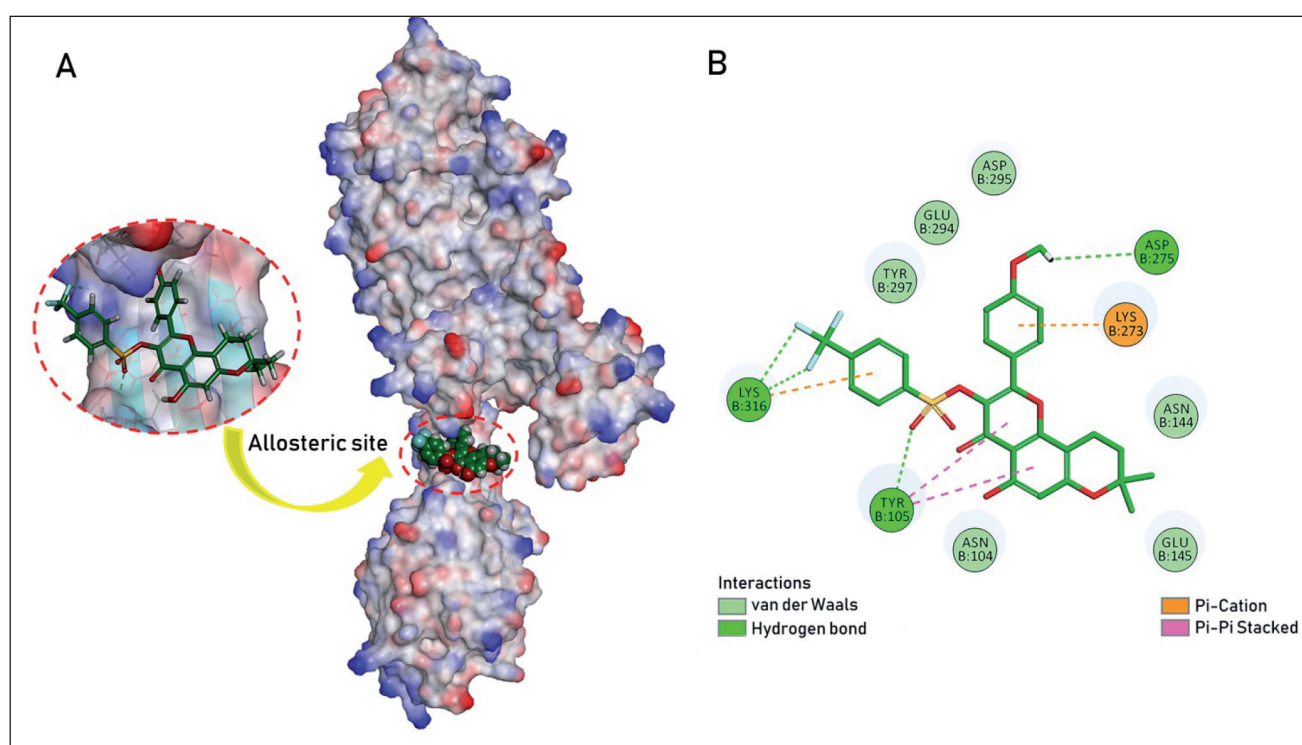 A
B
Allosteric site
ASP
B:295
GLU
B:294
TYR
B:297
ASP
B:275
LYS
B:273
LYS
B:316
ASN
B:144
TYR
B:105
ASN
B:104
GLU
B:145
Interactions
van der Waals
Hydrogen bond
Pi-Cation
Pi-Pi Stacked